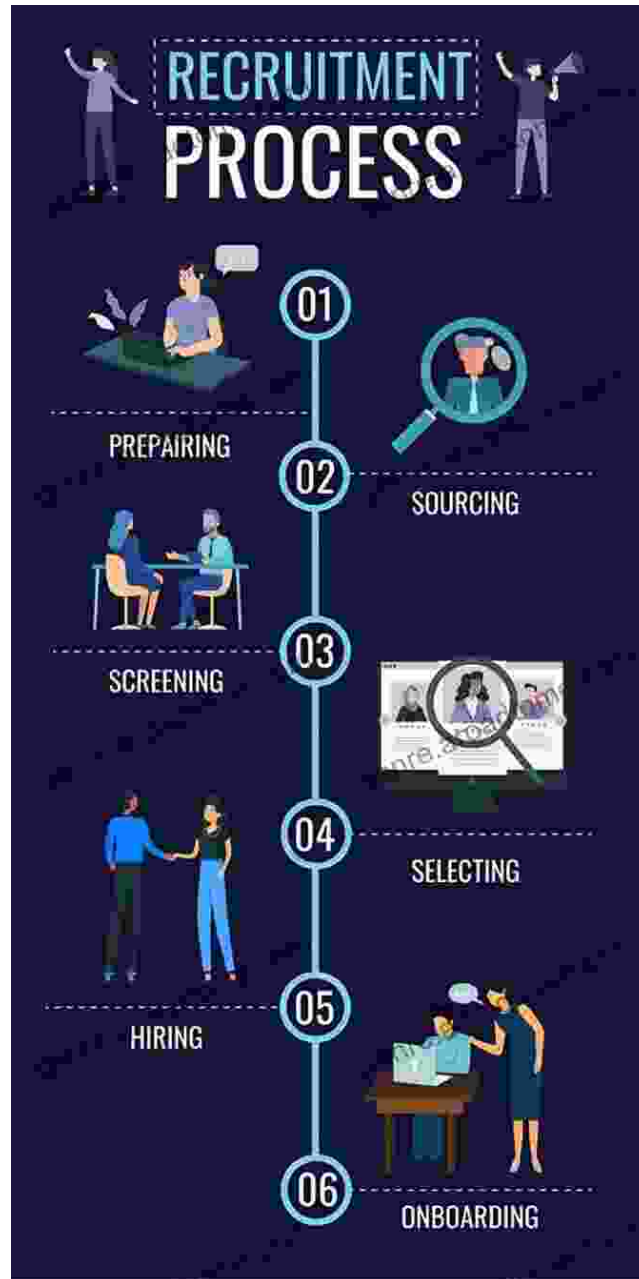 RECRUITMENT
PROCESS
01
PREPAIRING
02
SOURCING
SCREENING
03
04
SELECTING
HIRING
05
06
ONBOARDING